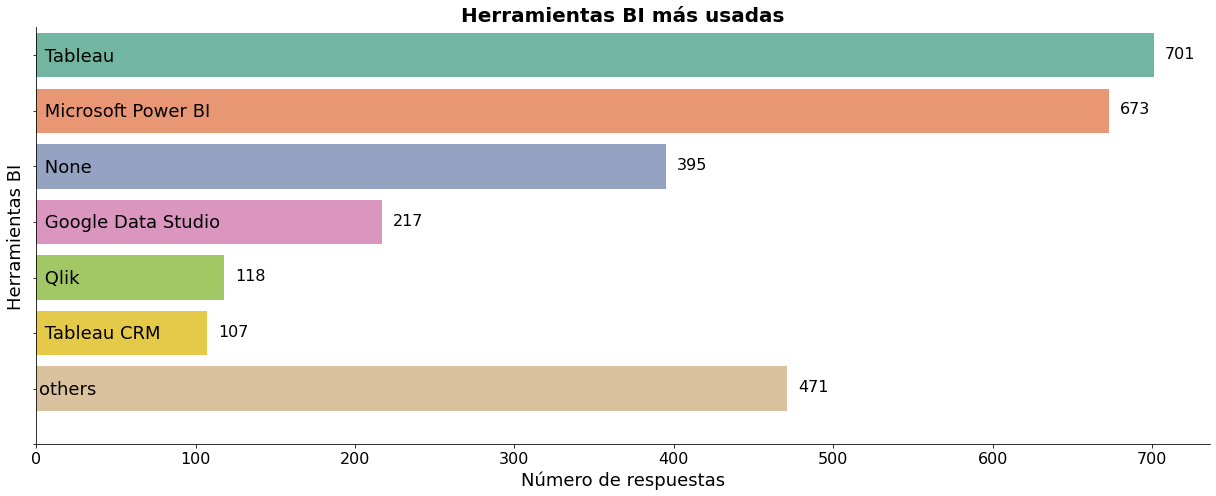 Herramientas BI más usadas
Herramientas BI
Tableau 701
Microsoft Power BI 673
None 395
Google Data Studio 217
Qlik 118
Tableau CRM 107
others 471
0 100 200 300 400 500 600 700
Número de respuestas